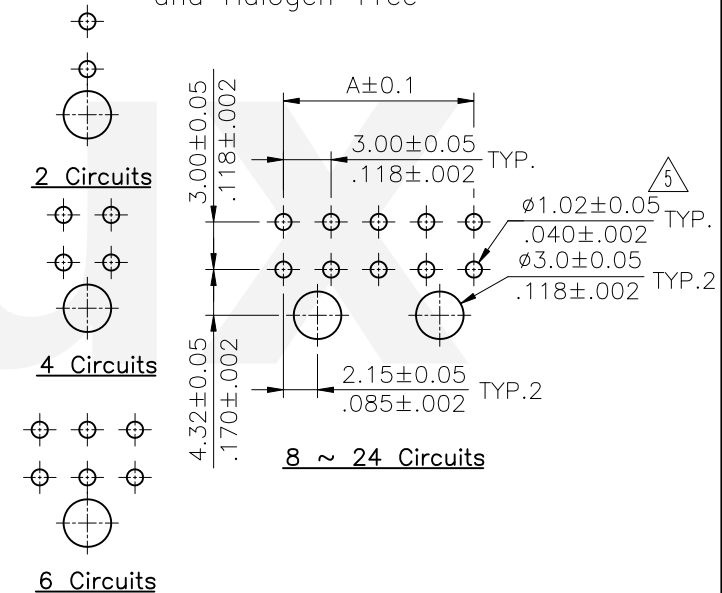 and Halogen Free
2 Circuits
4 Circuits
6 Circuits
A±0.1
3.00±0.05
.118±.002
3.00±0.05
.118±.002
TYP.
5
ø1.02±0.05
.040±.002
TYP.
ø3.0±0.05
.118±.002
TYP.2
4.32±0.05
.170±.002
2.15±0.05
.085±.002
TYP.2
8 ~ 24 Circuits